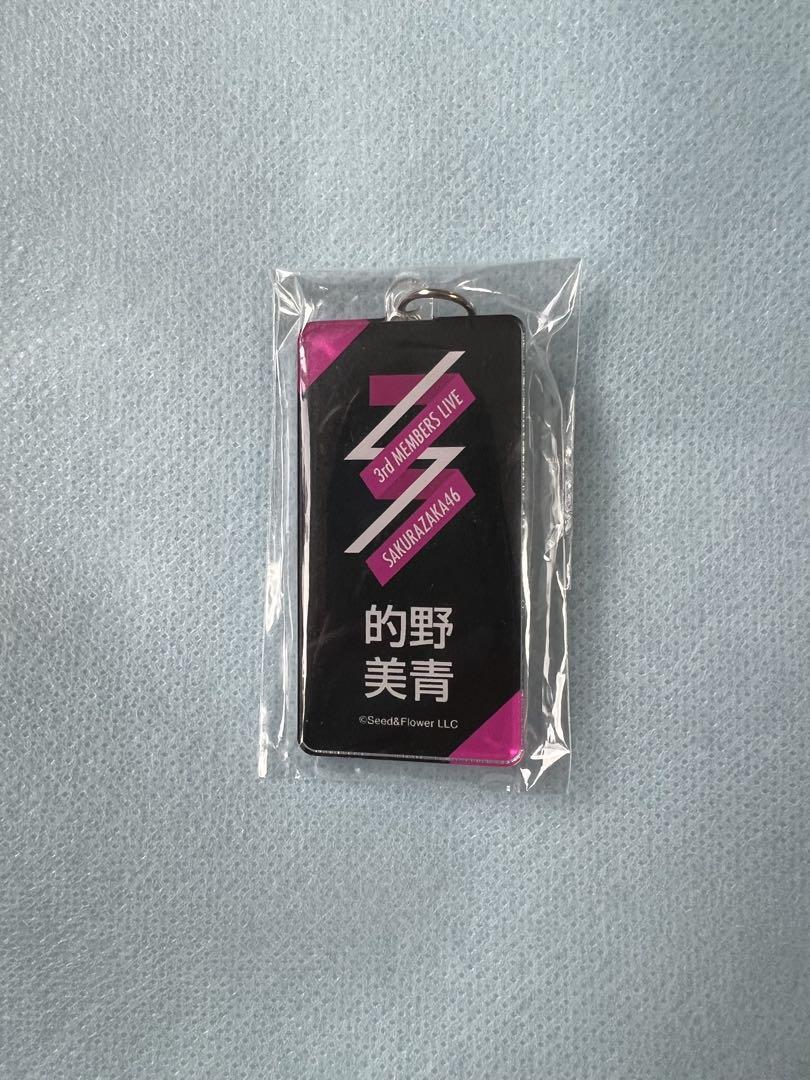 3rd MEMBERS LIVE
SAKURAZAKA46
的野
美青
©Seed&Flower LLC